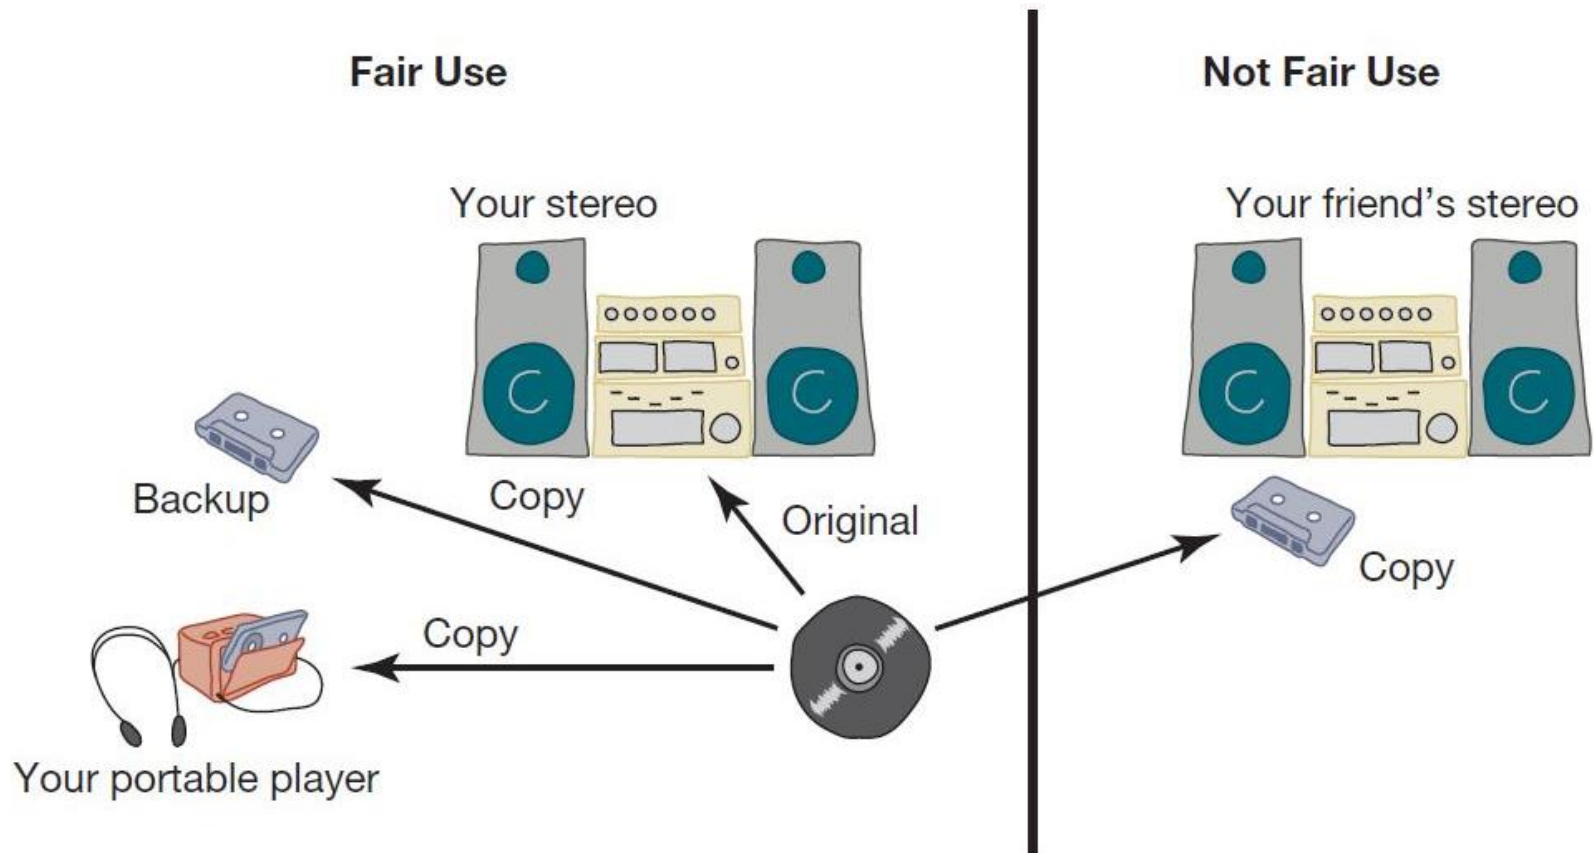 Fair Use
Not Fair Use
Your stereo
Your friend's stereo
Backup
Copy
Original
Copy
Copy
Your portable player